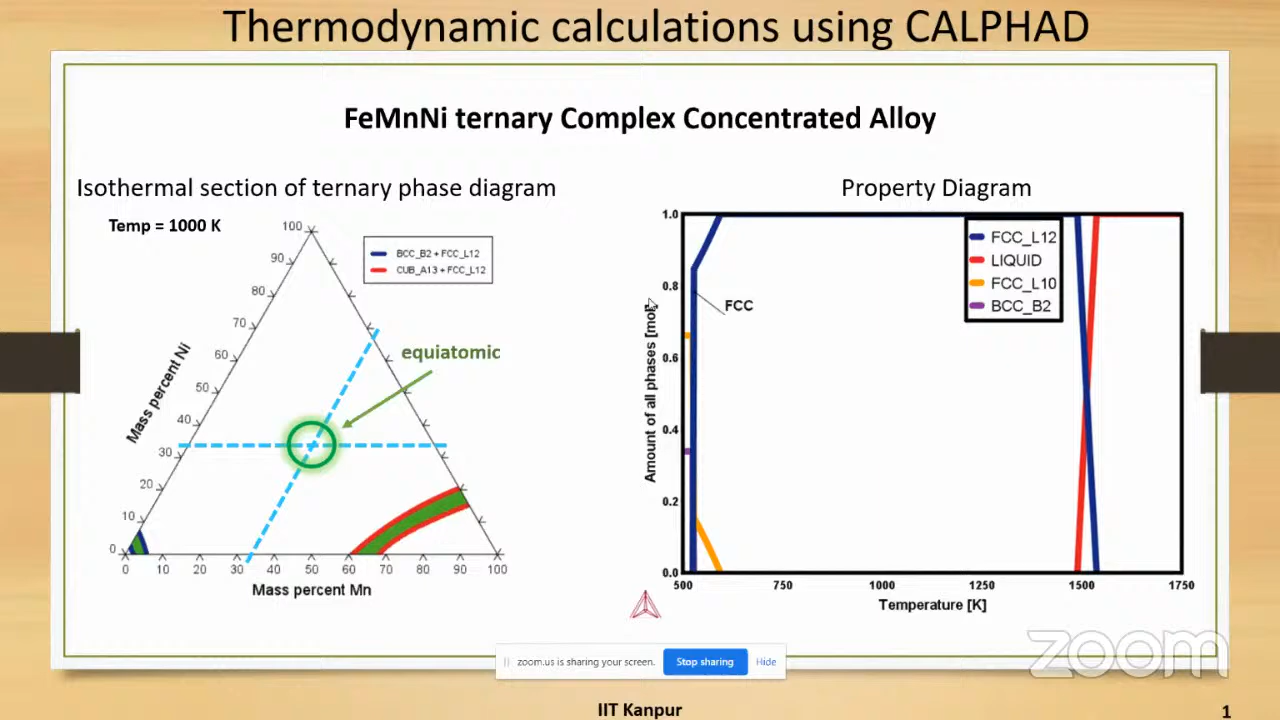 Thermodynamic calculations using CALPHAD
FeMnNi ternary Complex Concentrated Alloy
Isothermal section of ternary phase diagram
Temp = 1000 K
BCC_B2 + FCC_L12
CUB_A13 + FCC_L12
equiatomic
Mass percent Ni
100
90
80
70
60
50
40
30
20
10
0
0 10 20 30 40 50 60 70 80 90 100
Mass percent Mn
Property Diagram
FCC_L12
LIQUID
FCC_L10
BCC_B2
FCC
Amount of all phases [mol]
1.0
0.8
0.6
0.4
0.2
0.0
500 750 1000 1250 1500 1750
Temperature [K]
zoom
zoom.us is sharing your screen. Stop sharing Hide
IIT Kanpur
1